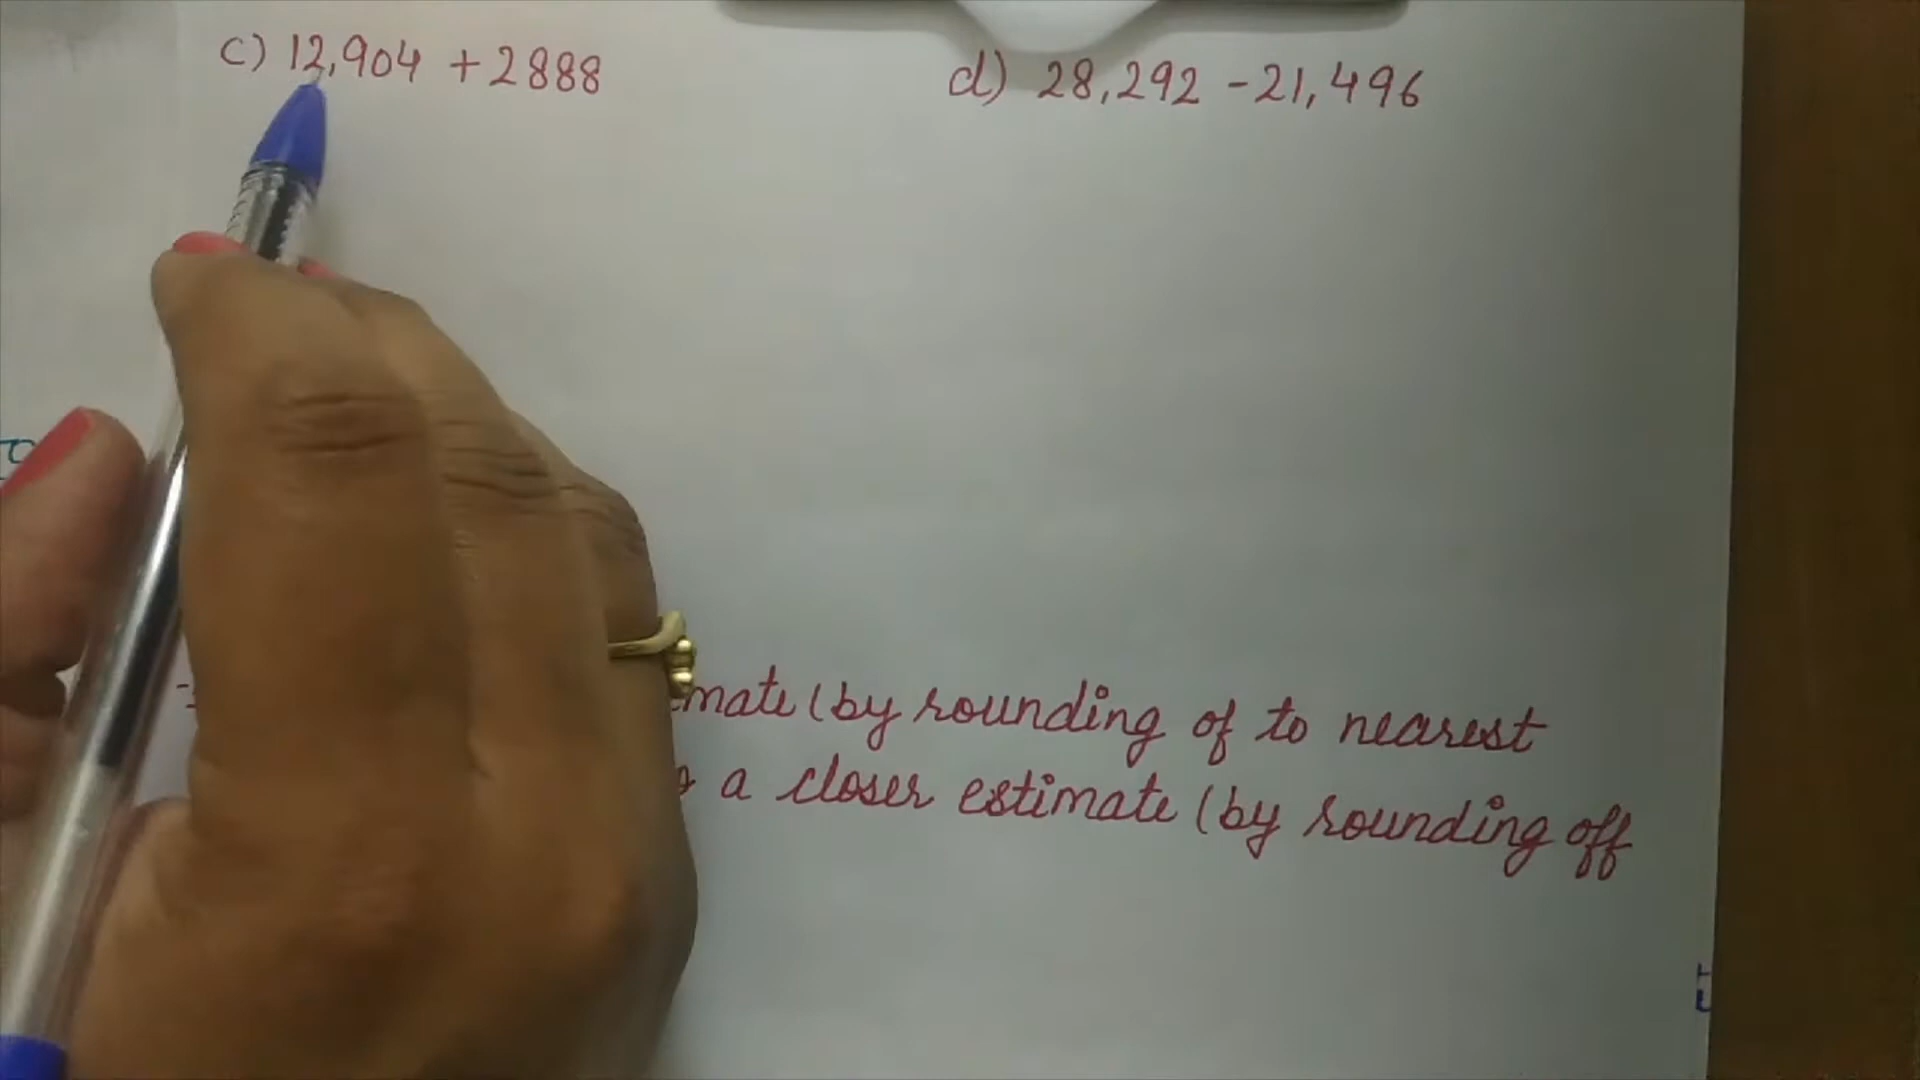 c) 12,904 + 2888
d) 28,292 - 21,496
mate (by rounding of to nearest
a closer estimate (by rounding off